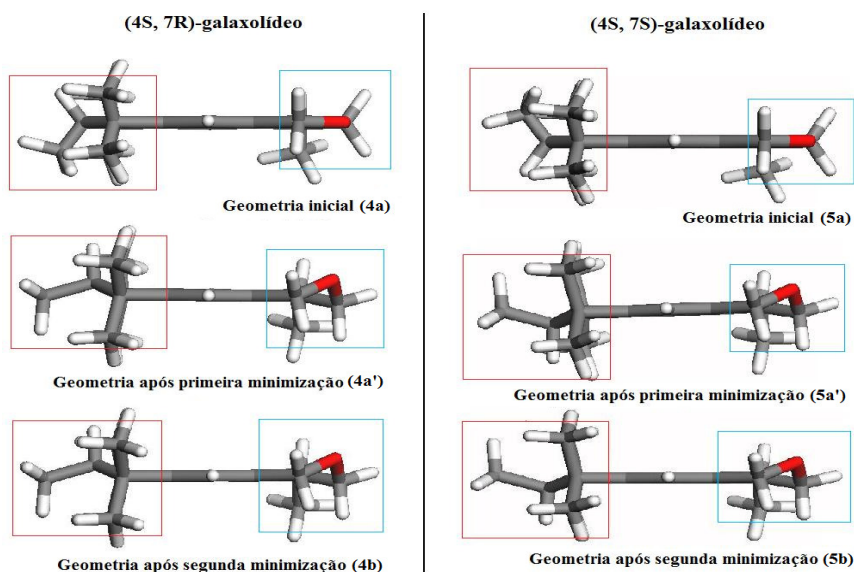 (4S, 7R)-galaxolídeo
Geometria inicial (4a)
Geometria após primeira minimização (4a')
Geometria após segunda minimização (4b)
(4S, 7S)-galaxolídeo
Geometria inicial (5a)
Geometria após primeira minimização (5a')
Geometria após segunda minimização (5b)